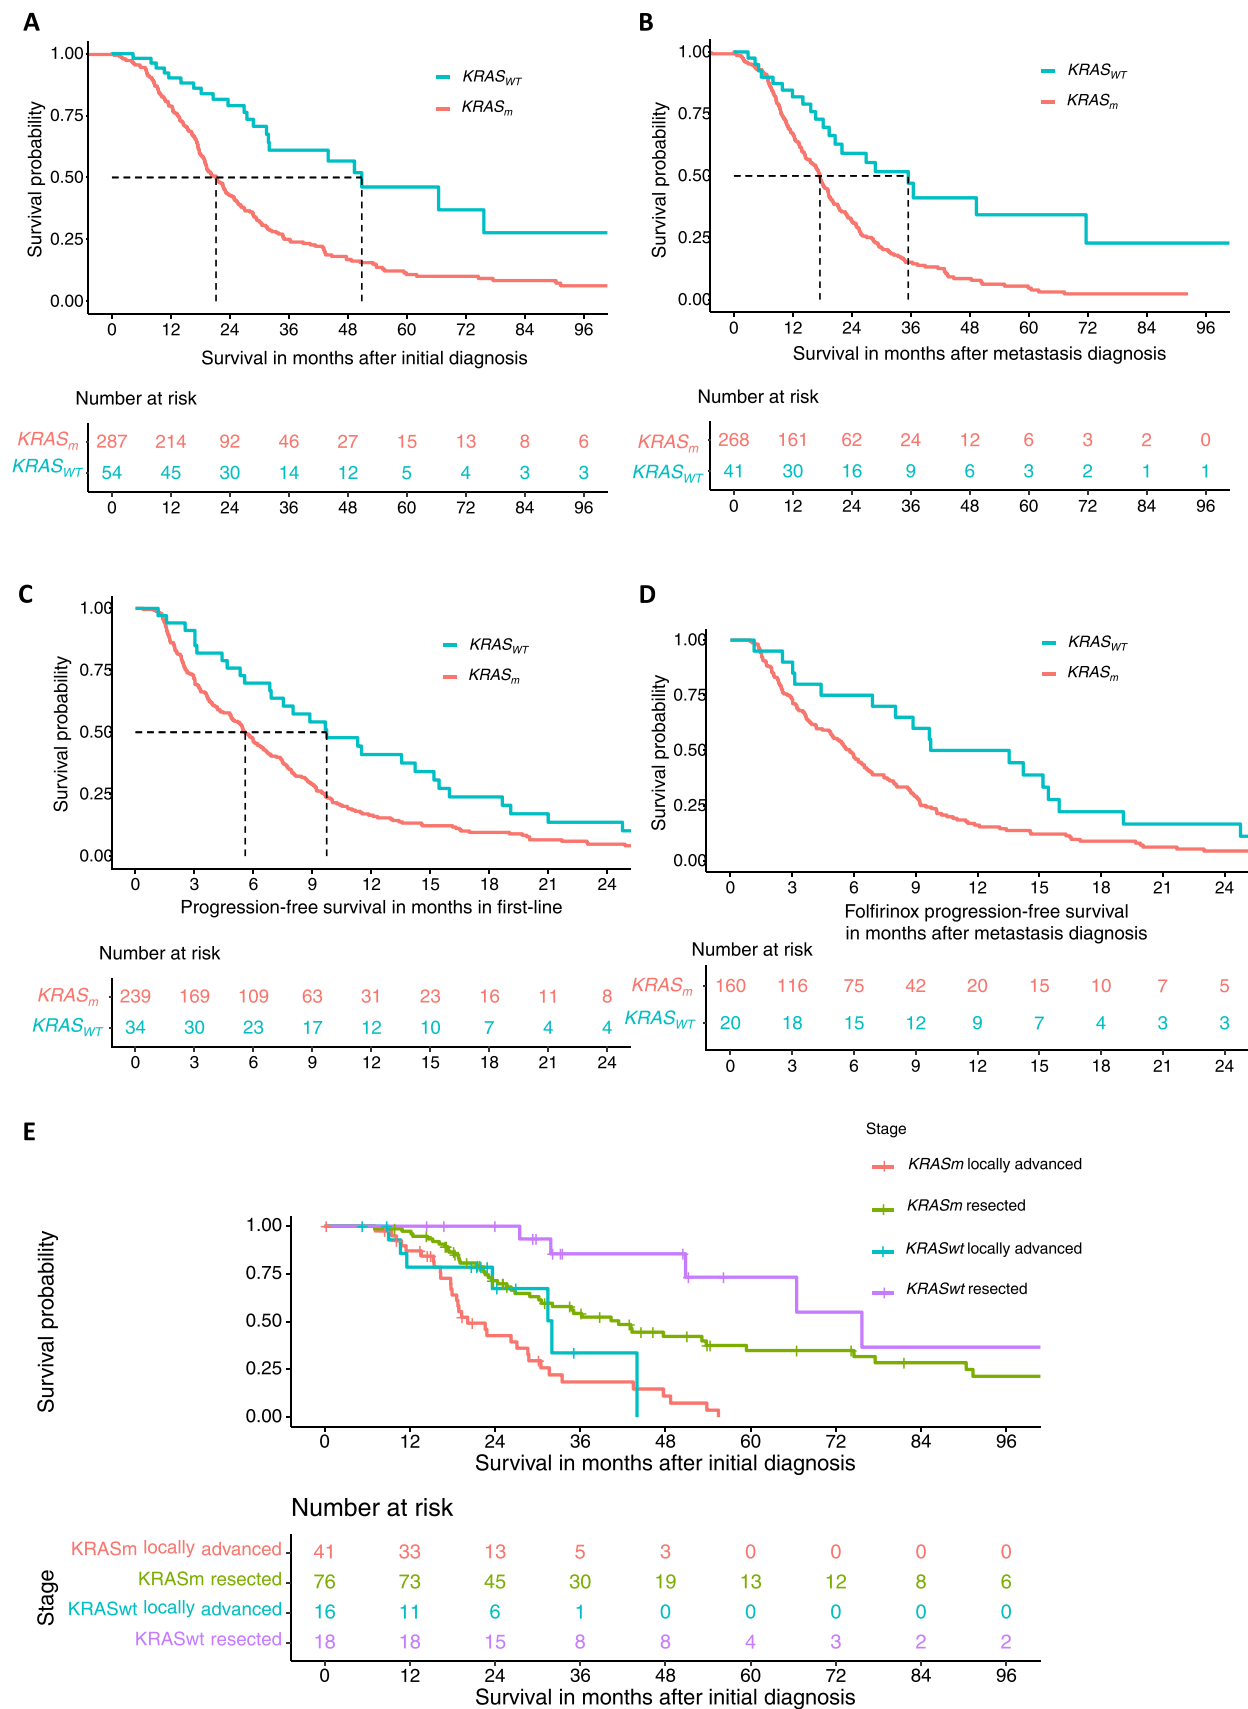 A
1.00
0.75
0.50
0.25
0.00
Survival probability
KRASWT
KRASm
0 12 24 36 48 60 72 84 96
Survival in months after initial diagnosis
Number at risk
KRASm 287 214 92 46 27 15 13 8 6
KRASWT 54 45 30 14 12 5 4 3 3
0 12 24 36 48 60 72 84 96
B
1.00
0.75
0.50
0.25
0.00
Survival probability
KRASWT
KRASm
0 12 24 36 48 60 72 84 96
Survival in months after metastasis diagnosis
Number at risk
KRASm 268 161 62 24 12 6 3 2 0
KRASWT 41 30 16 9 6 3 2 1 1
0 12 24 36 48 60 72 84 96
C
1.00
0.75
0.50
0.25
0.00
Survival probability
KRASWT
KRASm
0 3 6 9 12 15 18 21 24
Progression-free survival in months in first-line
Number at risk
KRASm 239 169 109 63 31 23 16 11 8
KRASWT 34 30 23 17 12 10 7 4 4
0 3 6 9 12 15 18 21 24
D
1.00
0.75
0.50
0.25
0.00
Survival probability
KRASWT
KRASm
0 3 6 9 12 15 18 21 24
Folfirinox progression-free survival
in months after metastasis diagnosis
Number at risk
KRASm 160 116 75 42 20 15 10 7 5
KRASWT 20 18 15 12 9 7 4 3 3
0 3 6 9 12 15 18 21 24
E
Stage
KRASm locally advanced
KRASm resected
KRASwt locally advanced
KRASwt resected
1.00
0.75
0.50
0.25
0.00
Survival probability
0 12 24 36 48 60 72 84 96
Survival in months after initial diagnosis
Number at risk
Stage
KRASm locally advanced 41 33 13 5 3 0 0 0 0
KRASm resected 76 73 45 30 19 13 12 8 6
KRASwt locally advanced 16 11 6 1 0 0 0 0 0
KRASwt resected 18 18 15 8 8 4 3 2 2
0 12 24 36 48 60 72 84 96
Survival in months after initial diagnosis